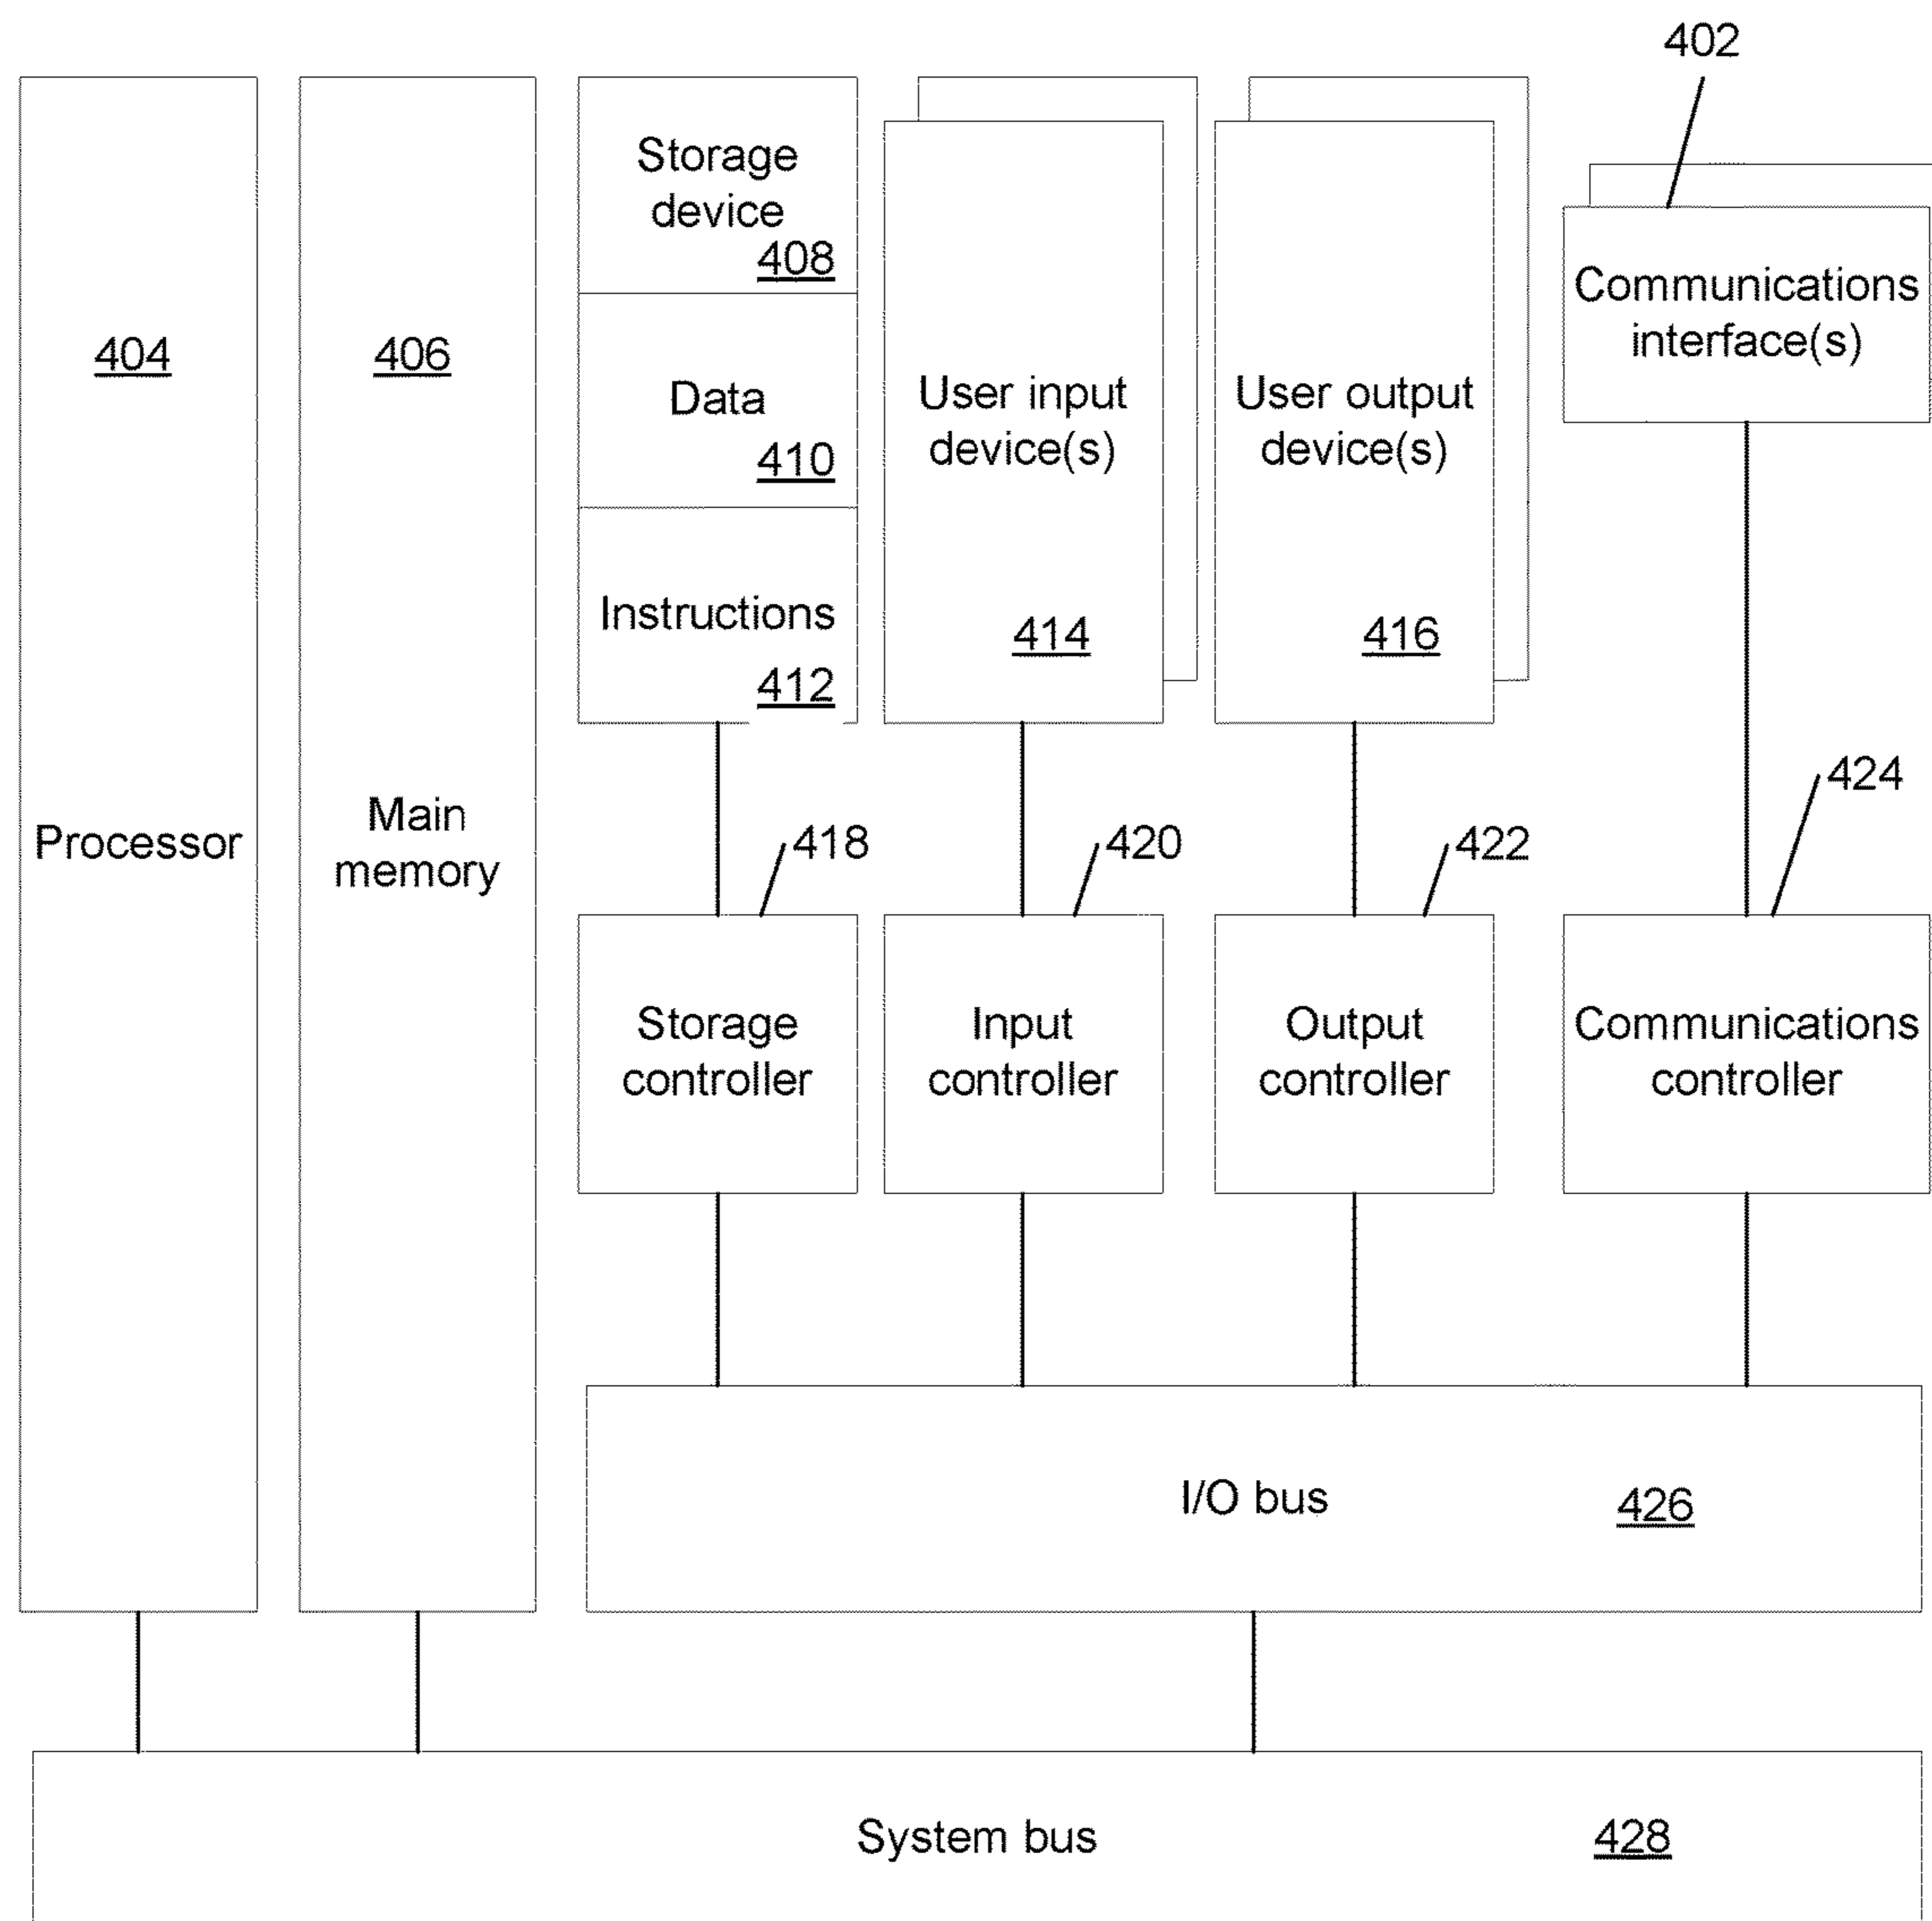 402
Storage
device
408
Communications
interface(s)
404
406
Data
410
User input
device(s)
User output
device(s)
Instructions
412
414
416
424
Processor
Main
memory
418
420
422
Storage
controller
Input
controller
Output
controller
Communications
controller
I/O bus
426
System bus
428